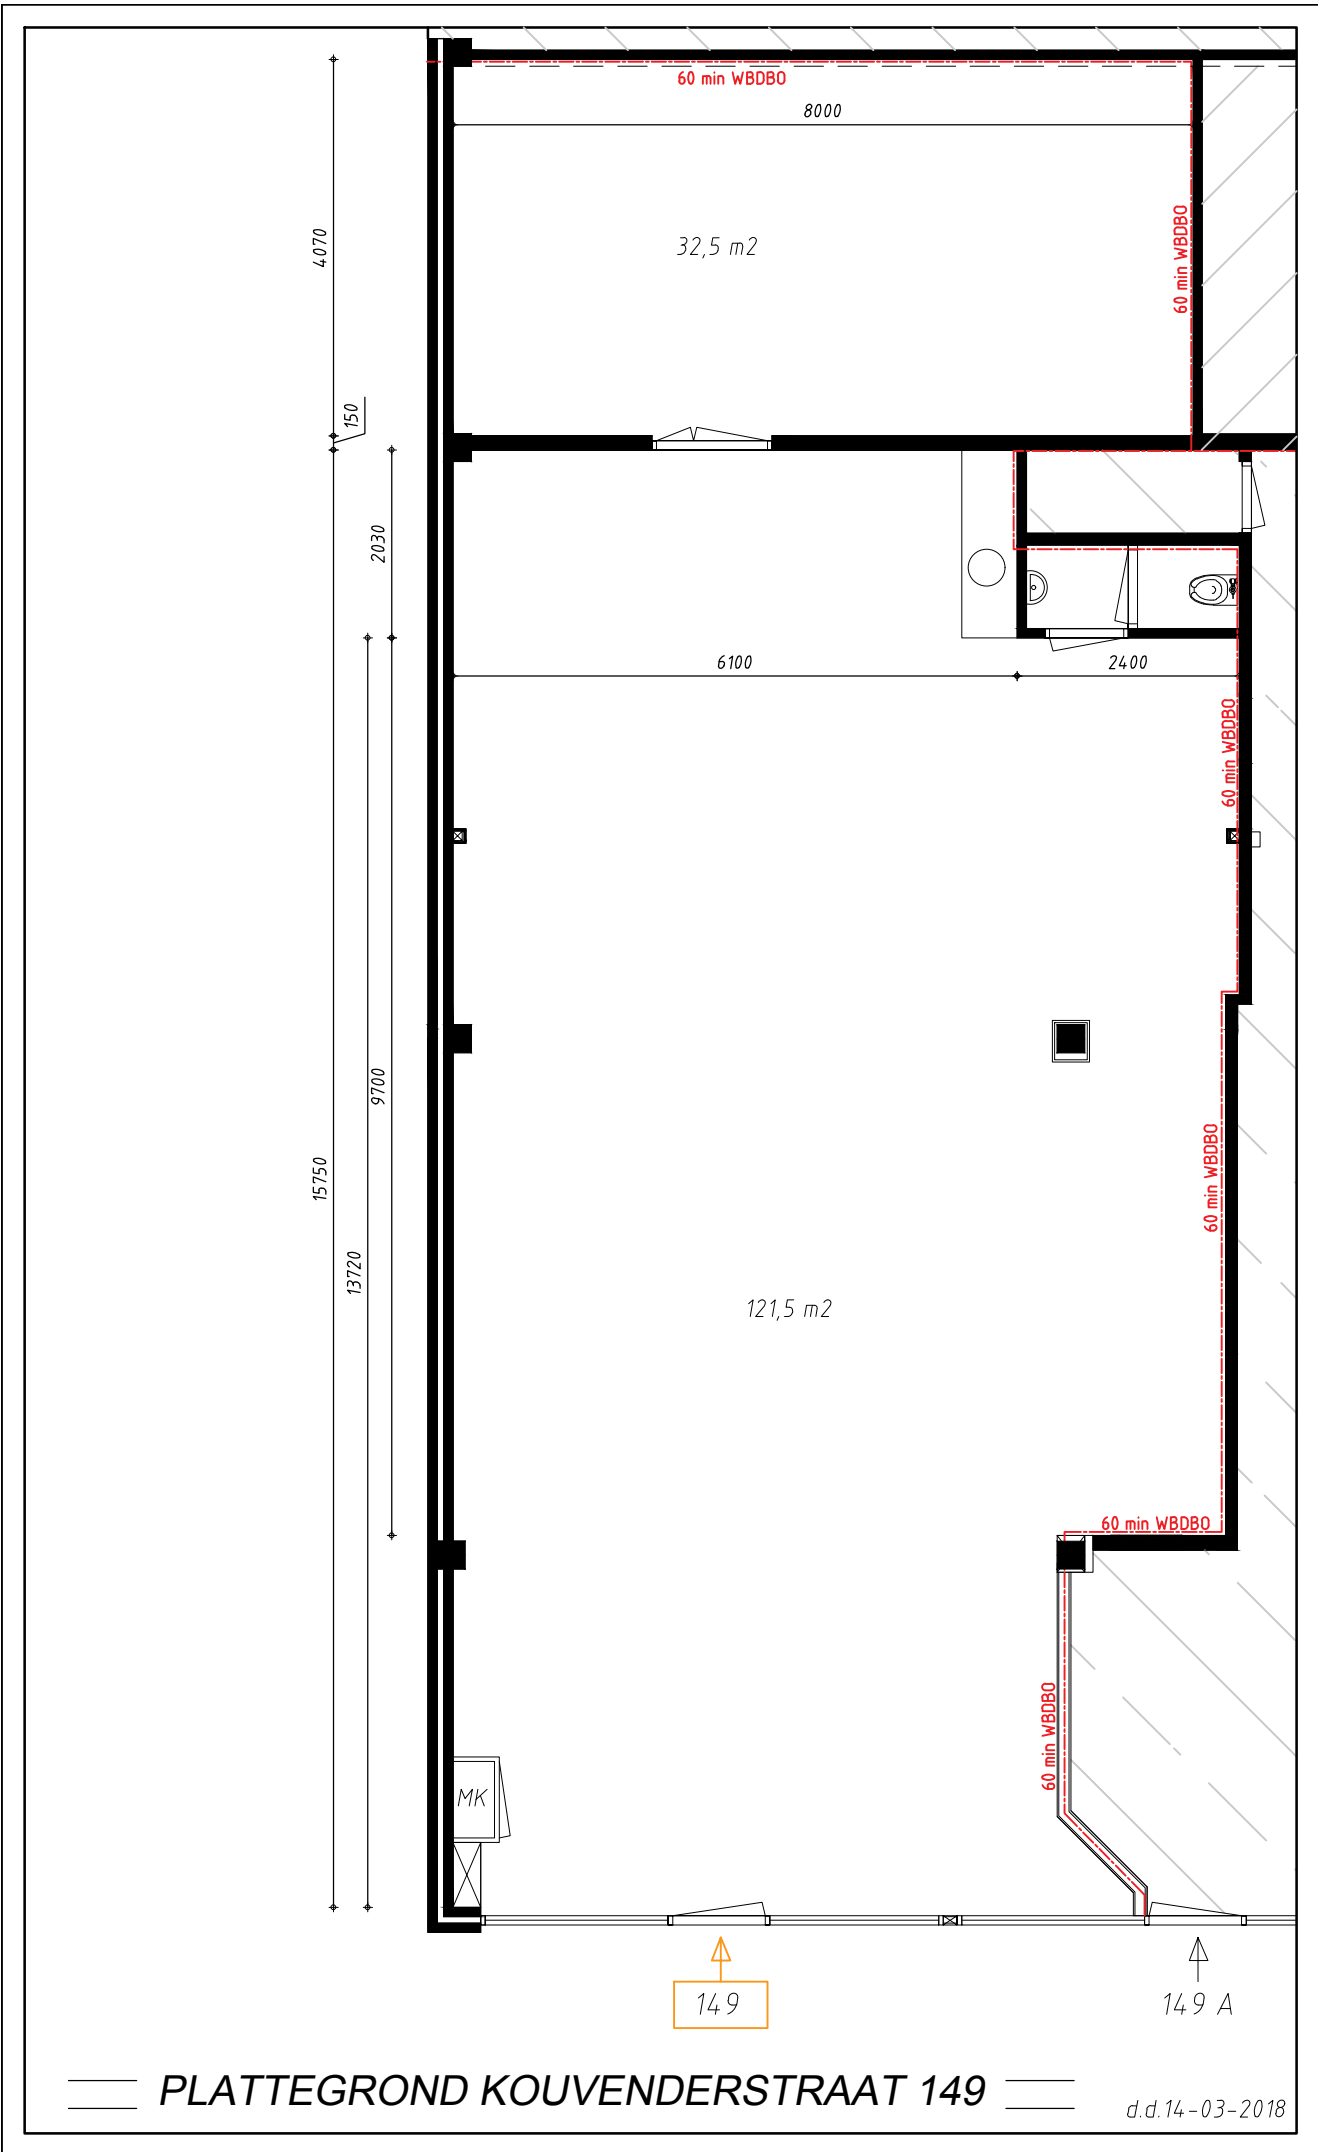 60 min WBDBO
8000
4070
32,5 m2
60 min WBDBO
150
2030
6100
2400
60 min WBDBO
9700
15750
60 min WBDBO
13720
121,5 m2
60 min WBDBO
60 min WBDBO
MK
149
149 A
PLATTEGROND KOUVENDERSTRAAT 149
d.d.14-03-2018